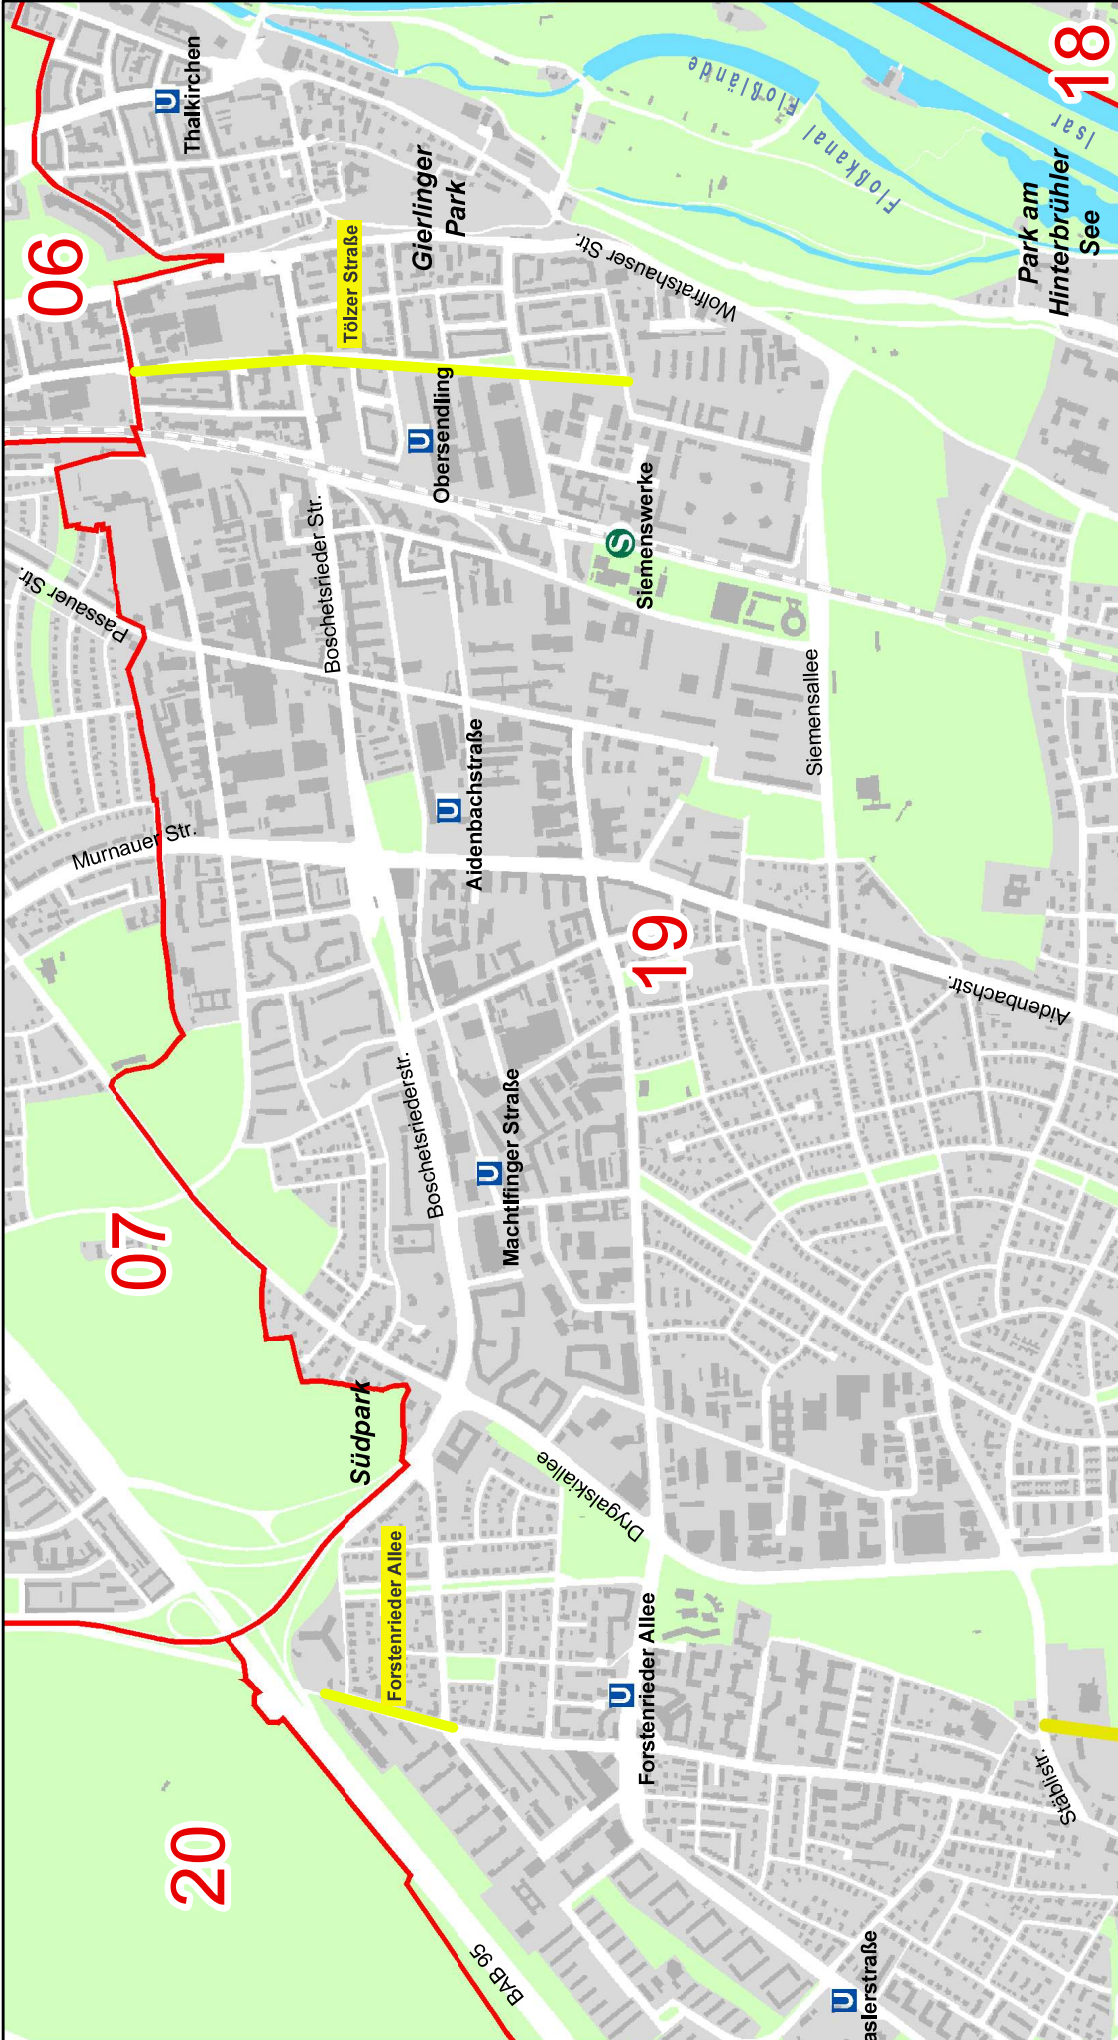 20
BAB 95
U
aslerstraße
07
Südpark
Forstenrieder Allee
U
Forstenrieder Allee
Stäblistr.
Drygalskiallee
Murnauer Str.
Boschetsriederstr.
U
Machtlfinger Straße
U
Aidenbachstraße
19
Aidenbachstr.
Passauer Str.
Boschetsrieder Str.
Siemensallee
06
Tölzer Straße
U
Obersendling
S
Siemenswerke
U
Thalkirchen
Gierlinger
Park
Wolfratshauser Str.
Floßlände
Floßkanal
Isar
18
Park am
Hinterbrühler
See